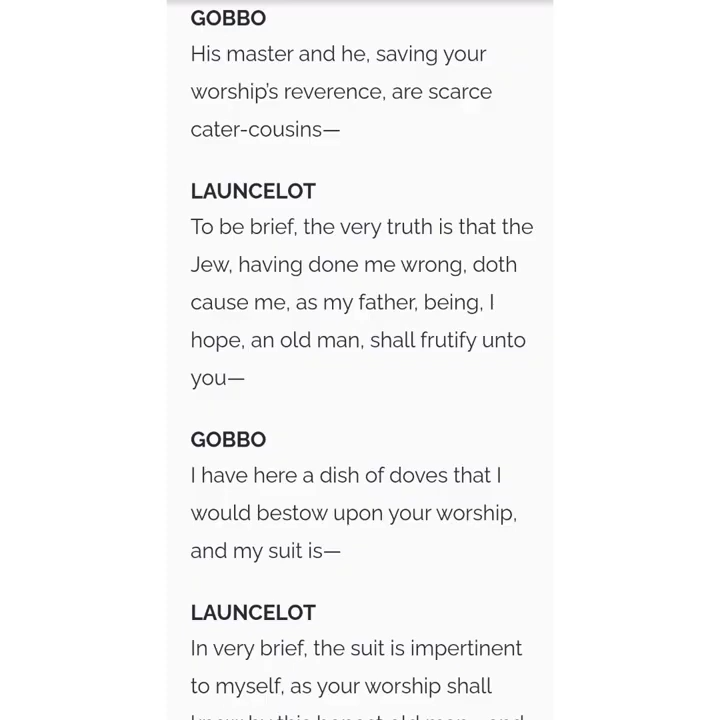 GOBBO
His master and he, saving your
worship's reverence, are scarce
cater-cousins—
LAUNCELOT
To be brief, the very truth is that the
Jew, having done me wrong, doth
cause me, as my father, being, I
hope, an old man, shall frutify unto
you—
GOBBO
I have here a dish of doves that I
would bestow upon your worship,
and my suit is—
LAUNCELOT
In very brief, the suit is impertinent
to myself, as your worship shall